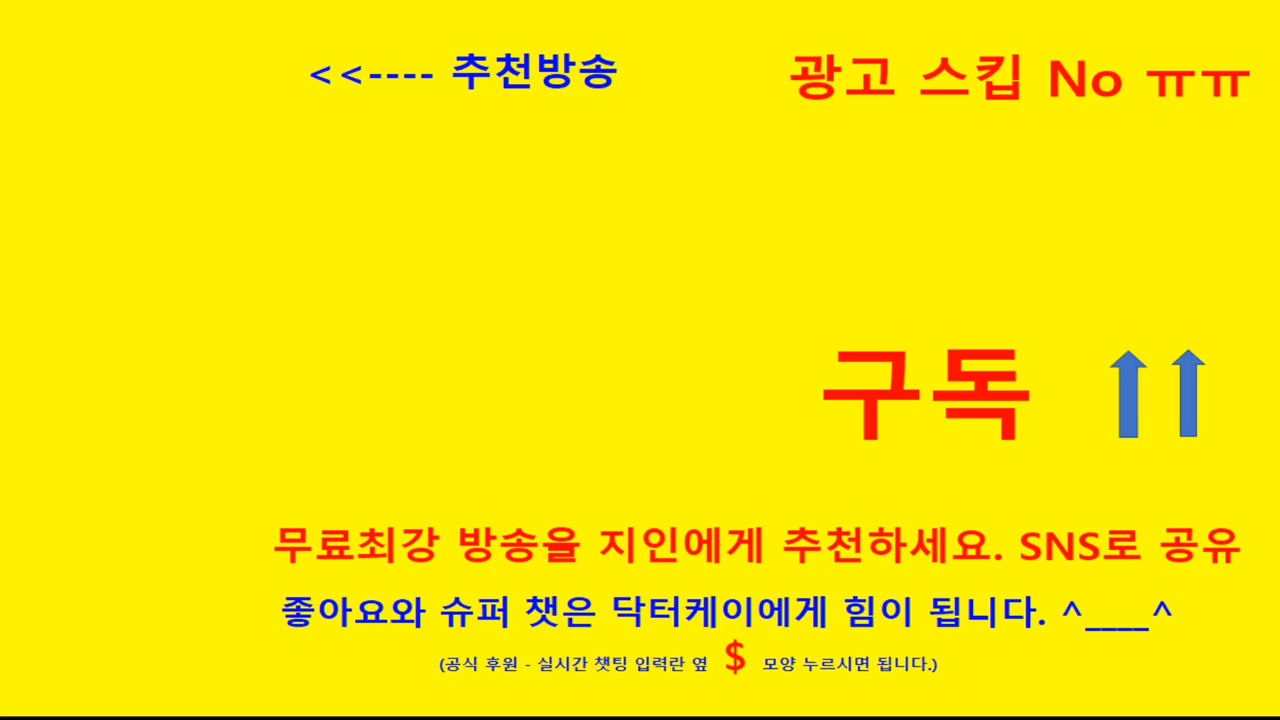 <<---- 추천방송
광고 스킵 No ㅠㅠ
구독
무료최강 방송을 지인에게 추천하세요. SNS로 공유
좋아요와 슈퍼 챗은 닥터케이에게 힘이 됩니다. ^____^
(공식 후원 - 실시간 챗팅 입력란 옆 $ 모양 누르시면 됩니다.)